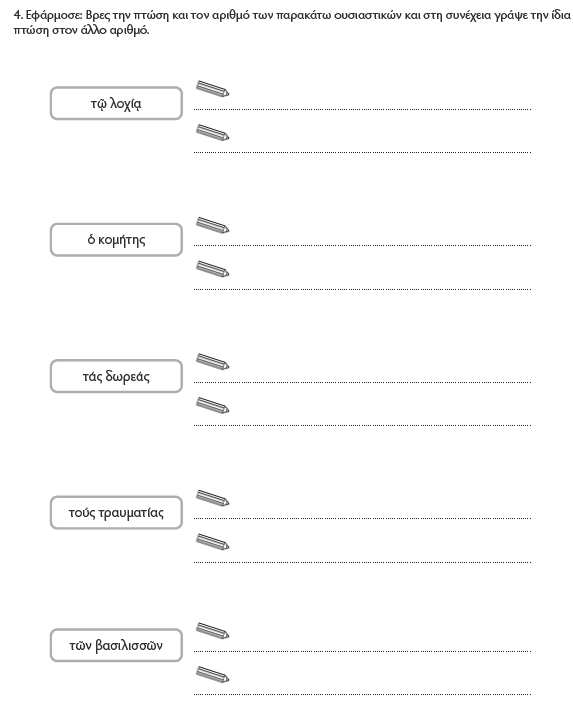 4. Εφάρμοσε: Βρες την πτώση και τον αριθμό των παρακάτω ουσιαστικών και στη συνέχεια γράψε την ίδια
πτώση στον άλλο αριθμό.
τῷ λοχίᾳ
ὁ κομήτης
τάς δωρεάς
τούς τραυματίας
τῶν βασιλισσῶν